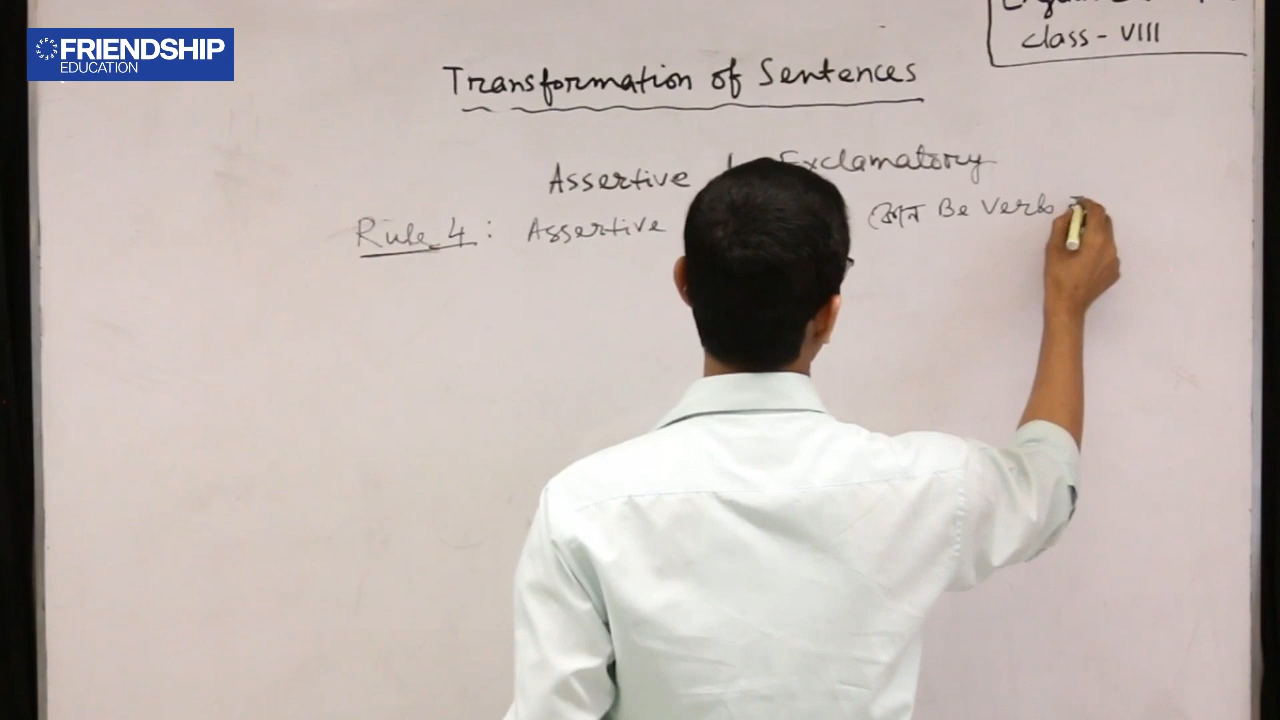 FRIENDSHIP
EDUCATION
class - VIII
Transformation of Sentences
Assertive Exclamatory
Rule 4 : Assertive কোন Be Verb